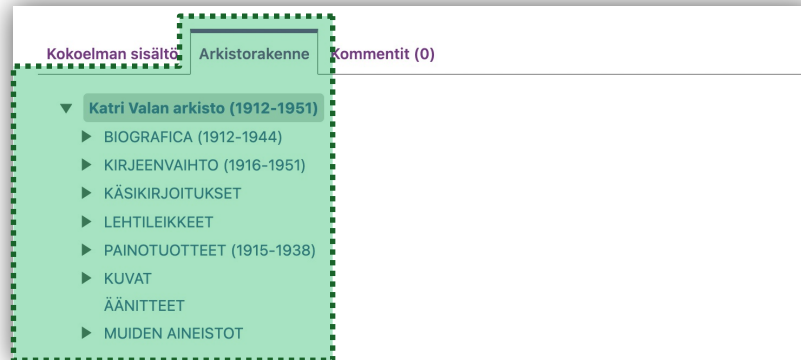 Kokoelman sisältö Arkistorakenne Kommentit (0)
Katri Valan arkisto (1912-1951)
BIOGRAFICA (1912-1944)
KIRJEENVAIHTO (1916-1951)
KÄSIKIRJOITUKSET
LEHTILEIKKEET
PAINOTUOTTEET (1915-1938)
KUVAT
ÄÄNITTEET
MUIDEN AINEISTOT